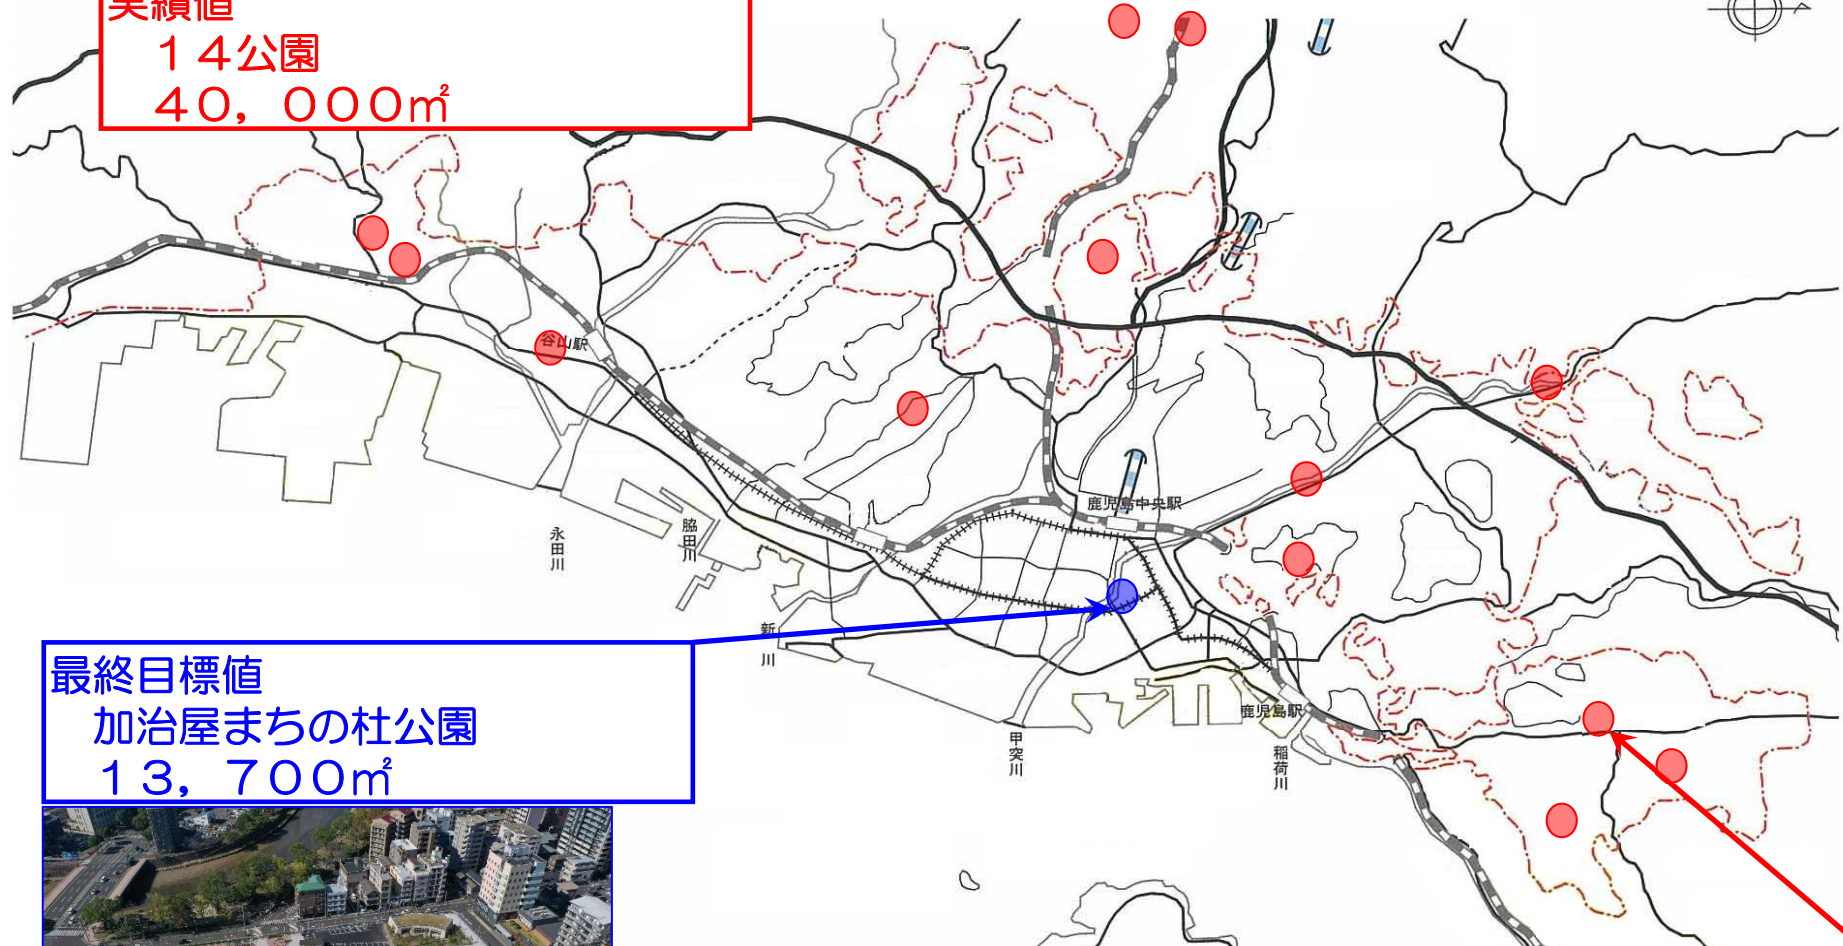 実績値
１４公園
４０，０００㎡
谷山駅
鹿児島中央駅
永田川
脇田川
新川
最終目標値
加治屋まちの杜公園
１３，７００㎡
甲突川
鹿児島駅
稲荷川